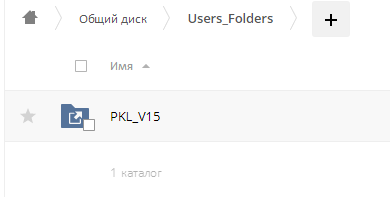 Общий диск Users_Folders +
Имя
PKL_V15
1 каталог